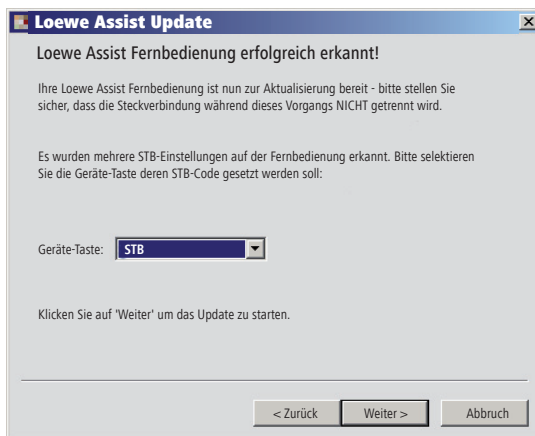 Loewe Assist Update
Loewe Assist Fernbedienung erfolgreich erkannt!
Ihre Loewe Assist Fernbedienung ist nun zur Aktualisierung bereit - bitte stellen Sie
sicher, dass die Steckverbindung während dieses Vorgangs NICHT getrennt wird.
Es wurden mehrere STB-Einstellungen auf der Fernbedienung erkannt. Bitte selektieren
Sie die Geräte-Taste deren STB-Code gesetzt werden soll:
Geräte-Taste: STB
Klicken Sie auf 'Weiter' um das Update zu starten.
< Zurück Weiter > Abbruch